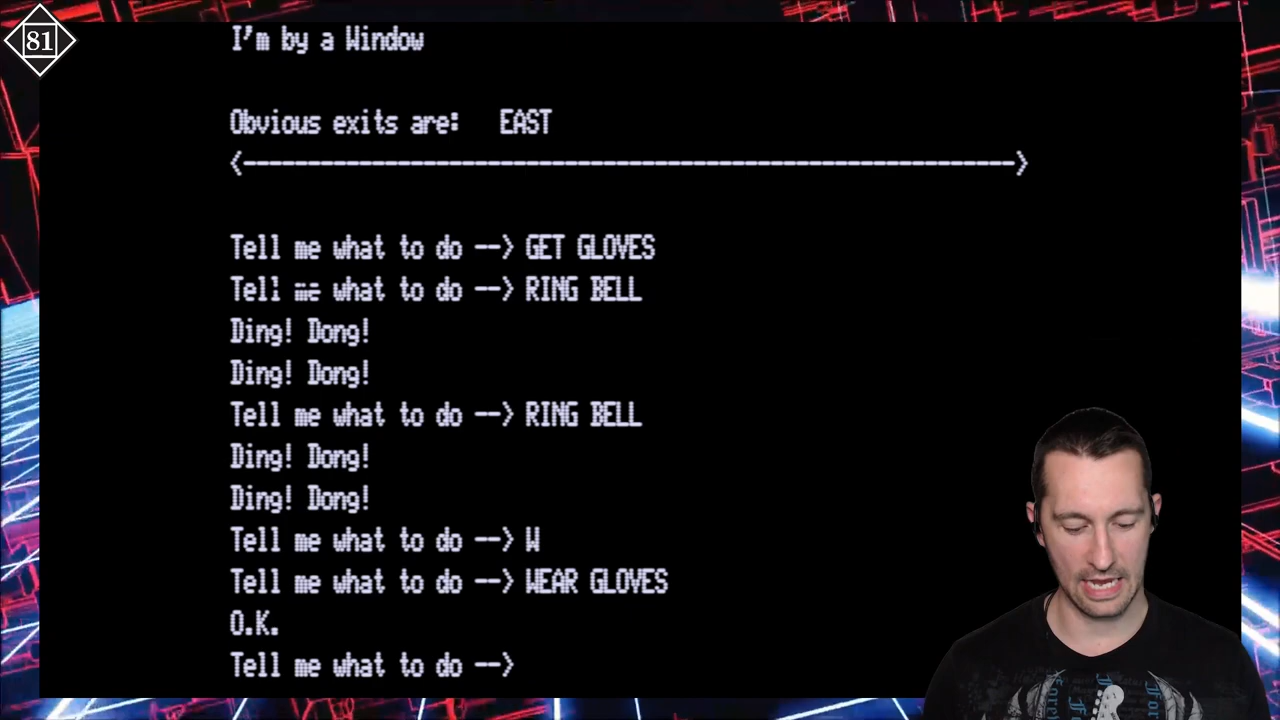 81
I'm by a Window
Obvious exits are: EAST
<------------------------------------------------------------>
Tell me what to do --> GET GLOVES
Tell me what to do --> RING BELL
Ding! Dong!
Ding! Dong!
Tell me what to do --> RING BELL
Ding! Dong!
Ding! Dong!
Tell me what to do --> W
Tell me what to do --> WEAR GLOVES
O.K.
Tell me what to do -->